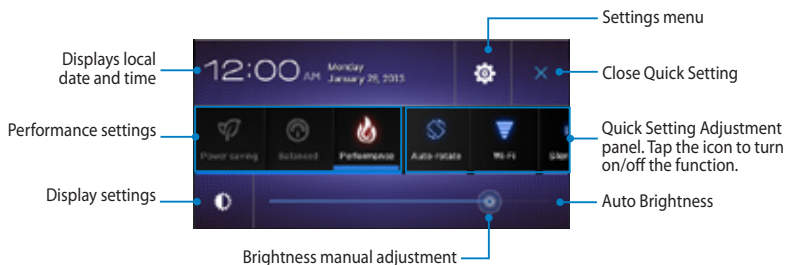 Settings menu
Displays local
date and time
12:00 AM
Monday
January 28, 2013
Close Quick Setting
Performance settings
Power saving
Balanced
Performance
Auto-rotate
Wi-Fi
Quick Setting Adjustment
panel. Tap the icon to turn
on/off the function.
Display settings
Auto Brightness
Brightness manual adjustment